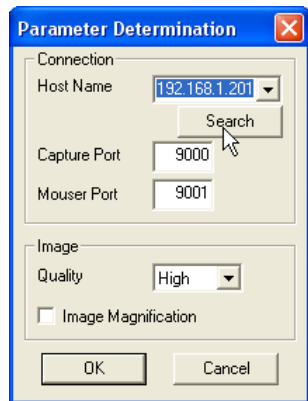 Parameter Determination
Connection
Host Name 192.168.1.201
Search
Capture Port 9000
Mouser Port 9001
Image
Quality High
Image Magnification
OK Cancel